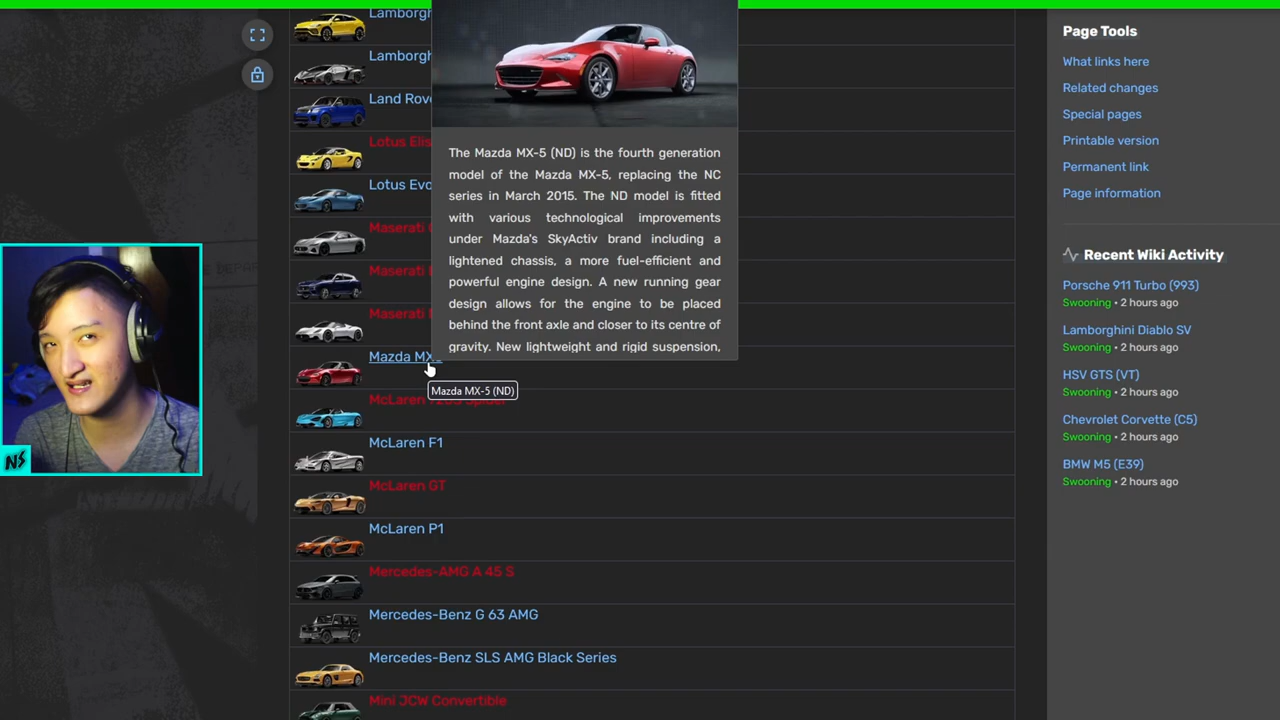 Lamborgh
Lamborgh
Land Rove
Lotus Elis
Lotus Evo
Maserati
Maserati
Maserati
Mazda MX
McLaren 720S Spider
McLaren F1
McLaren GT
McLaren P1
Mercedes-AMG A 45 S
Mercedes-Benz G 63 AMG
Mercedes-Benz SLS AMG Black Series
Mini JCW Convertible
The Mazda MX-5 (ND) is the fourth generation
model of the Mazda MX-5, replacing the NC
series in March 2015. The ND model is fitted
with various technological improvements
under Mazda's SkyActiv brand including a
lightened chassis, a more fuel-efficient and
powerful engine design. A new running gear
design allows for the engine to be placed
behind the front axle and closer to its centre of
gravity. New lightweight and rigid suspension,
Mazda MX-5 (ND)
NS
Page Tools
What links here
Related changes
Special pages
Printable version
Permanent link
Page information
Recent Wiki Activity
Porsche 911 Turbo (993)
Swooning • 2 hours ago
Lamborghini Diablo SV
Swooning • 2 hours ago
HSV GTS (VT)
Swooning • 2 hours ago
Chevrolet Corvette (C5)
Swooning • 2 hours ago
BMW M5 (E39)
Swooning • 2 hours ago